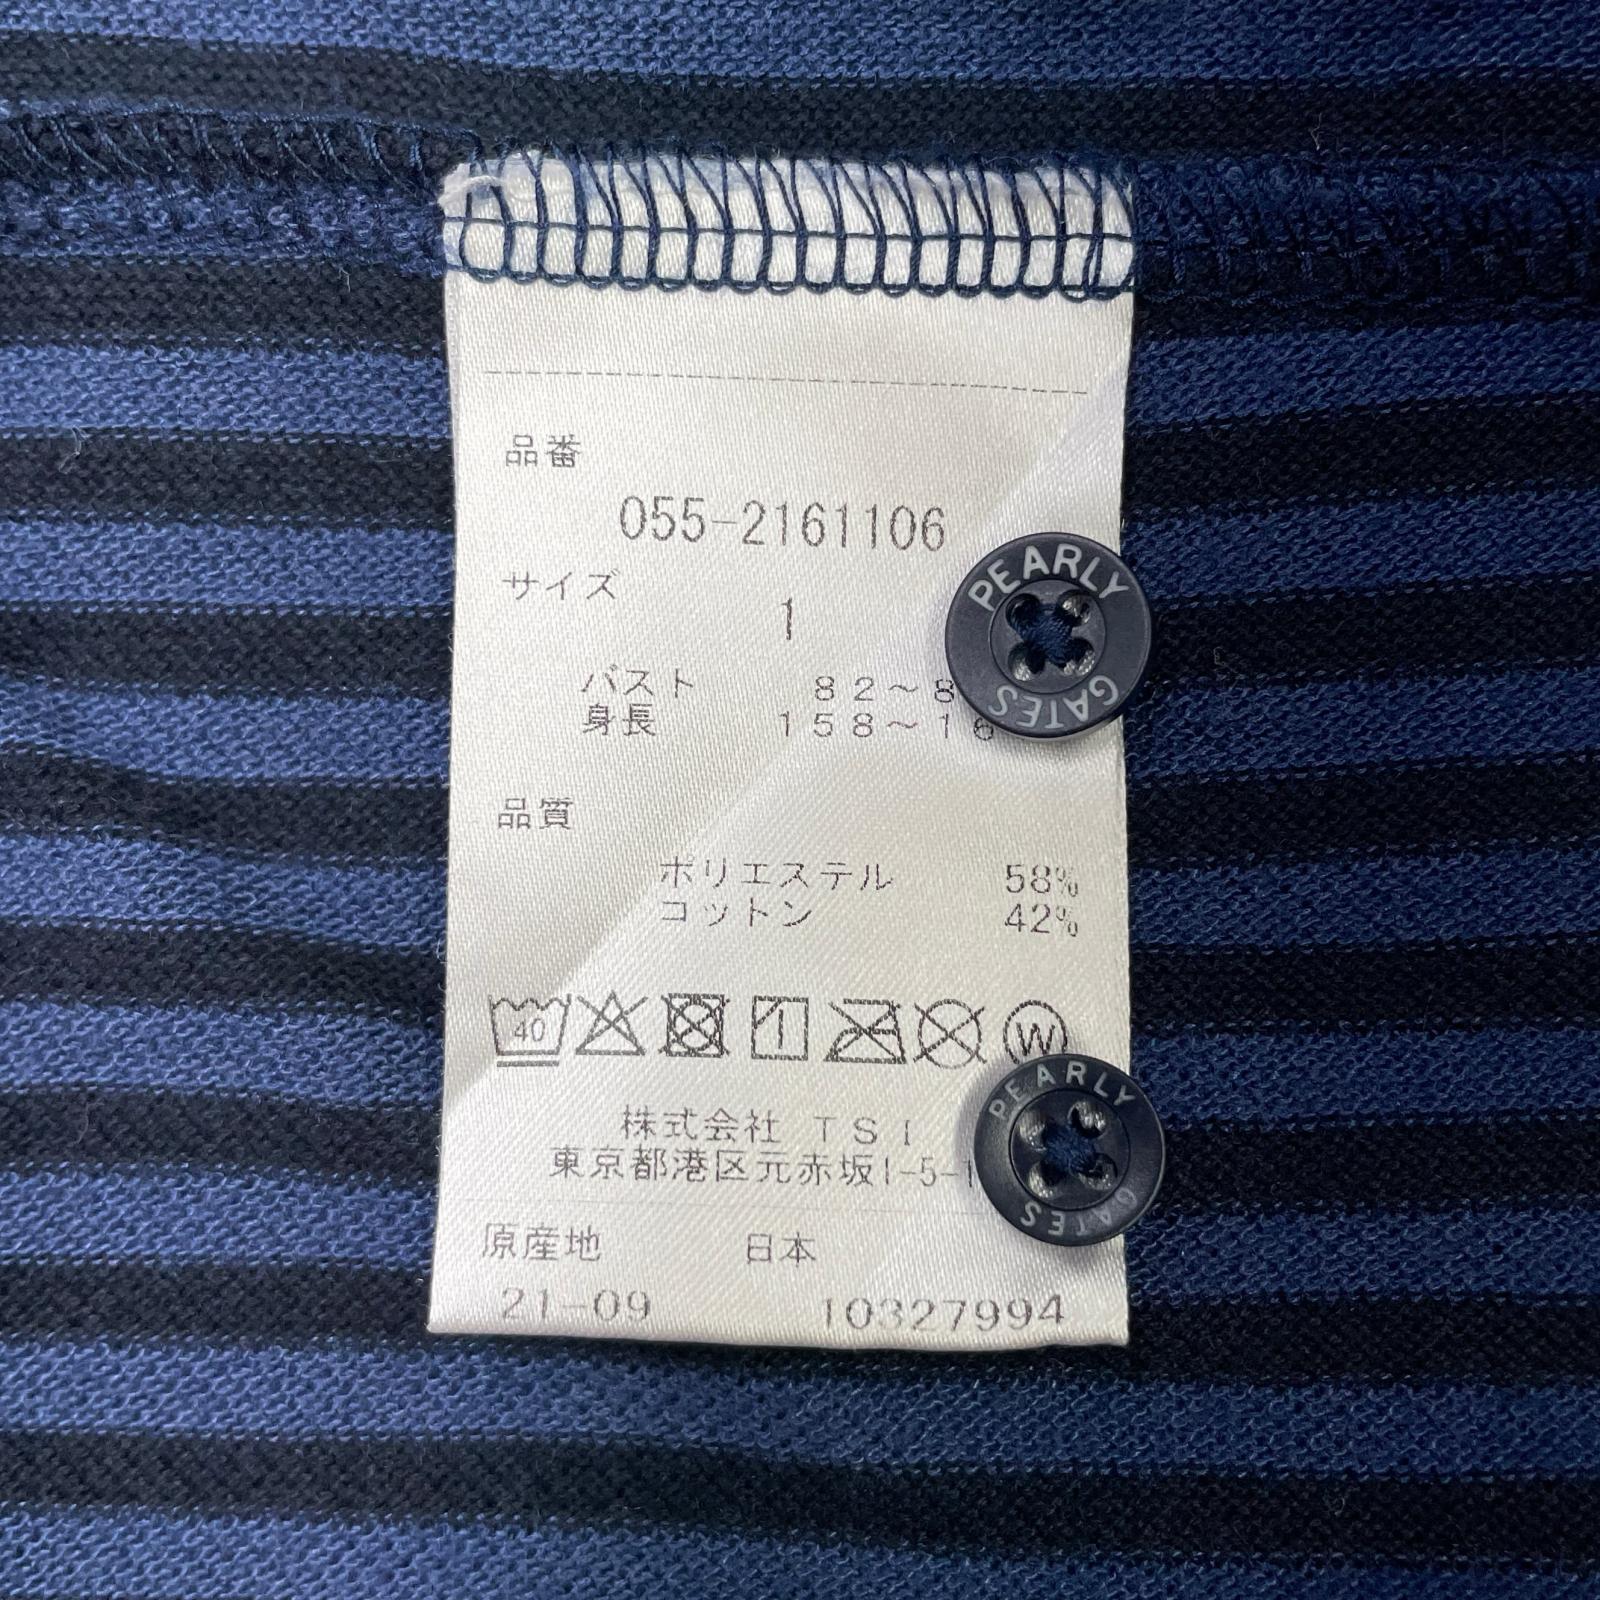 品番
055-2161106
サイズ
1
バスト 82～8
身長 158～16
品質
ポリエステル 58%
コットン 42%
40
1
W
株式会社 TSI
東京都港区元赤坂1-5-1
原産地 日本
21-09 10327994
PEARLY GATES
PEARLY GATES